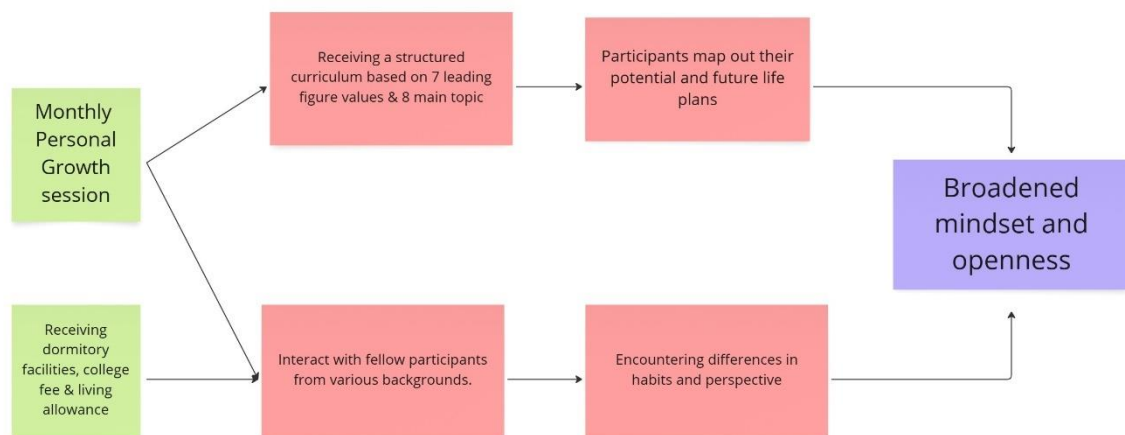 Monthly
Personal
Growth
session
Receiving a structured
curriculum based on 7 leading
figure values & 8 main topic
Participants map out their
potential and future life
plans
Broadened
mindset and
openness
Receiving
dormitory
facilities, college
fee & living
allowance
Interact with fellow participants
from various backgrounds.
Encountering differences in
habits and perspective